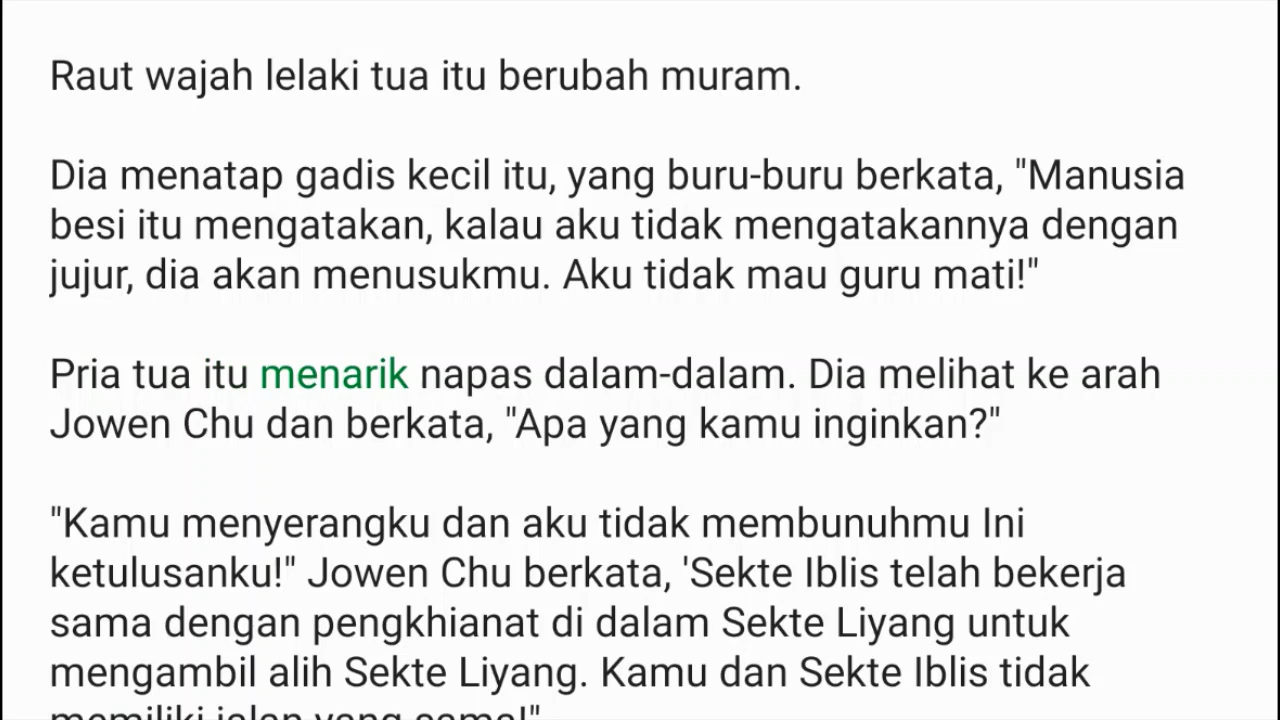 Raut wajah lelaki tua itu berubah muram.
Dia menatap gadis kecil itu, yang buru-buru berkata, "Manusia
besi itu mengatakan, kalau aku tidak mengatakannya dengan
jujur, dia akan menusukmu. Aku tidak mau guru mati!"
Pria tua itu menarik napas dalam-dalam. Dia melihat ke arah
Jowen Chu dan berkata, "Apa yang kamu inginkan?"
"Kamu menyerangku dan aku tidak membunuhmu Ini
ketulusanku!" Jowen Chu berkata, 'Sekte Iblis telah bekerja
sama dengan pengkhianat di dalam Sekte Liyang untuk
mengambil alih Sekte Liyang. Kamu dan Sekte Iblis tidak
memiliki jalan yang sama!"